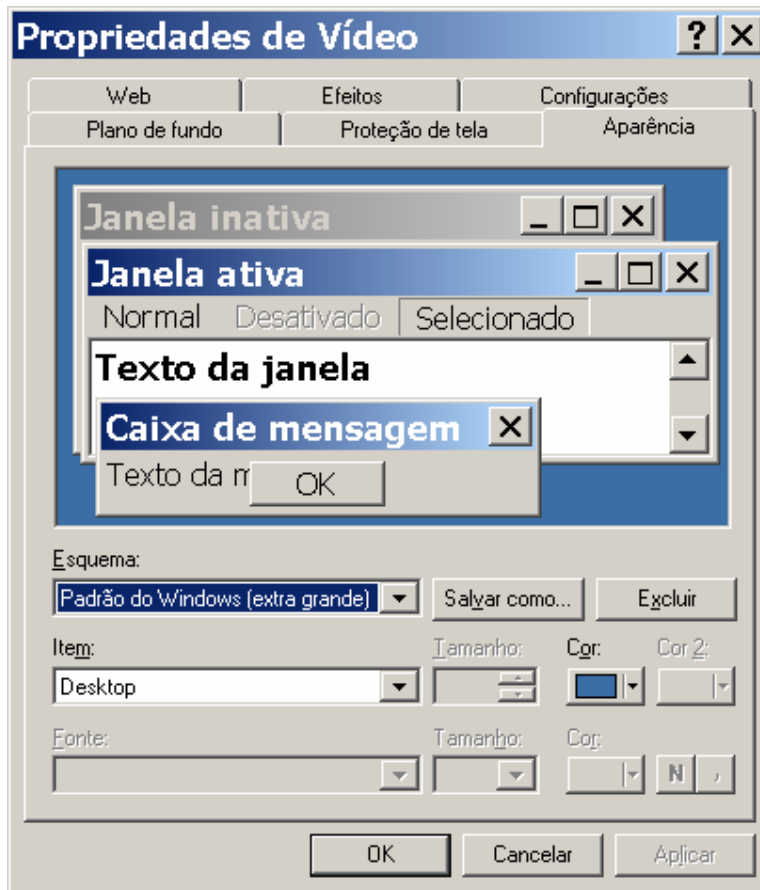 Propriedades de Vídeo
Web Efeitos Configurações
Plano de fundo Proteção de tela Aparência
Janela inativa
Janela ativa
Normal Desativado Selecionado
Texto da janela
Caixa de mensagem
Texto da m OK
Esquema:
Padrão do Windows (extra grande) Salvar como... Excluir
Item: Tamanho: Cor: Cor 2:
Desktop
Fonte: Tamanho: Cor:
N ,
OK Cancelar Aplicar